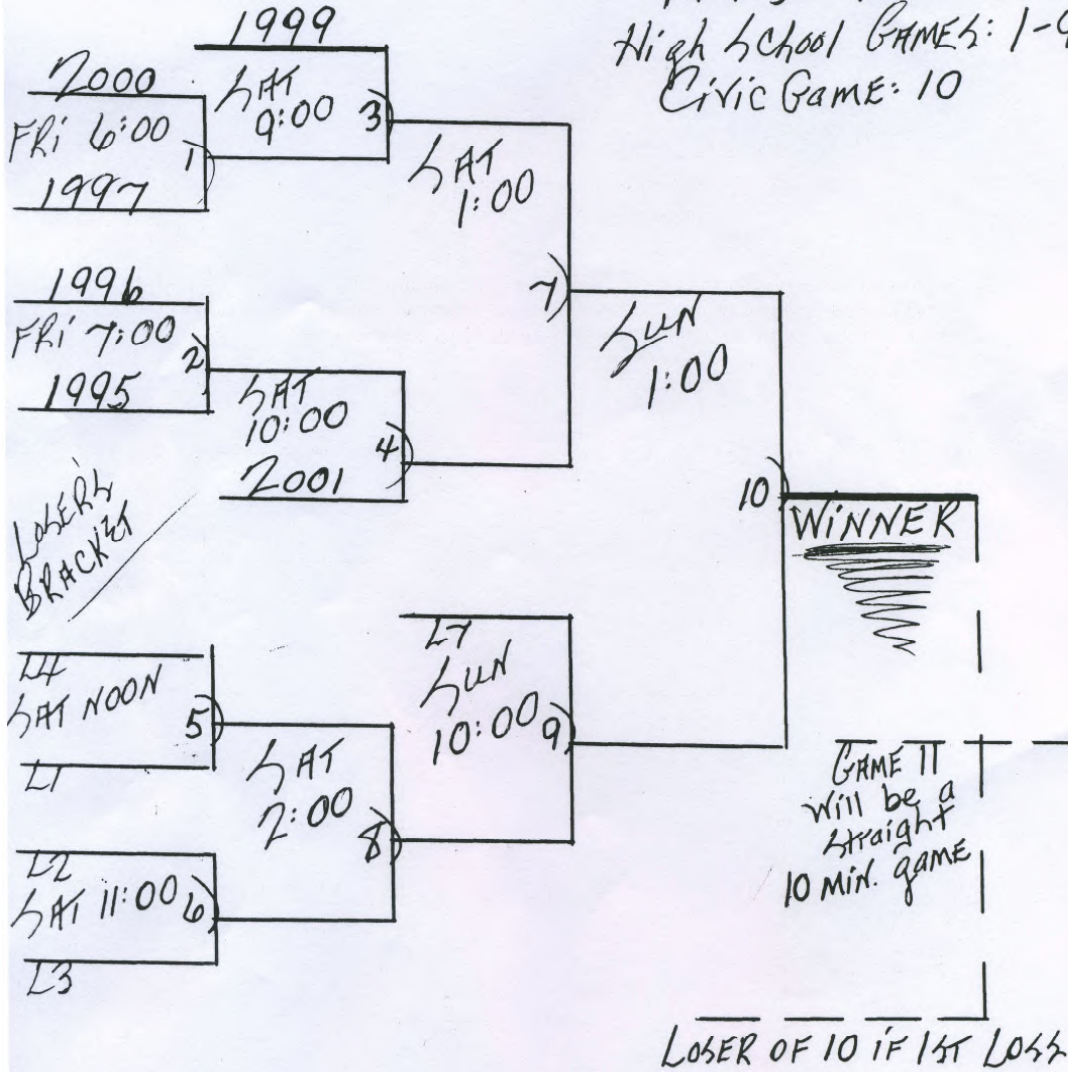 High School GAMES: 1-9
Civic Game: 10
1999
2000
SAT
9:00
3
FRi 6:00
1
1997
SAT
1:00
1996
FRi 7:00
2
1995
SAT
10:00
4
2001
7
SUN
1:00
10
WiNNER
LOSER'S
BRACKET
L4
SAT NOON
5
L1
L7
SUN
10:00
9
SAT
2:00
8
L2
SAT 11:00
6
L3
GAME 11
Will be a
Straight
10 MiN. game
LOSER OF 10 iF 1ST LOSS